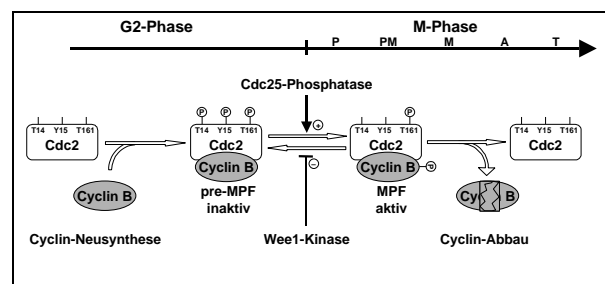 G2-Phase M-Phase
P PM M A T
Cdc25-Phosphatase
P P P P
T14 Y15 T161 T14 Y15 T161 + T14 Y15 T161 T14 Y15 T161
Cdc2 Cdc2 Cdc2 Cdc2
Cyclin B Cyclin B P
−
Cyclin B pre-MPF MPF Cyc B
inaktiv aktiv
Cyclin-Neusynthese Wee1-Kinase Cyclin-Abbau